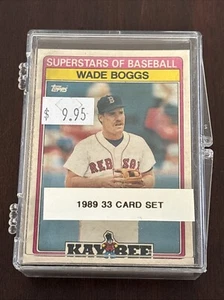 SUPERSTARS OF BASEBALL
Topps
WADE BOGGS
B
$ 9.95
RED SOX
1989 33 CARD SET
KAY BEE